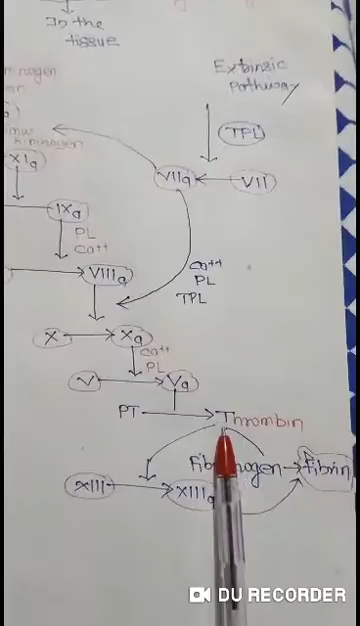 In the
tissue
Extrinsic
Pathway
TPL
XIa
VIIa
VII
IXa
PL
Ca++
VIIIa
Ca++
PL
TPL
X
Xa
Ca++
PL
V
Va
PT
Thrombin
Fibrin
XIII
XIIIa
DU RECORDER